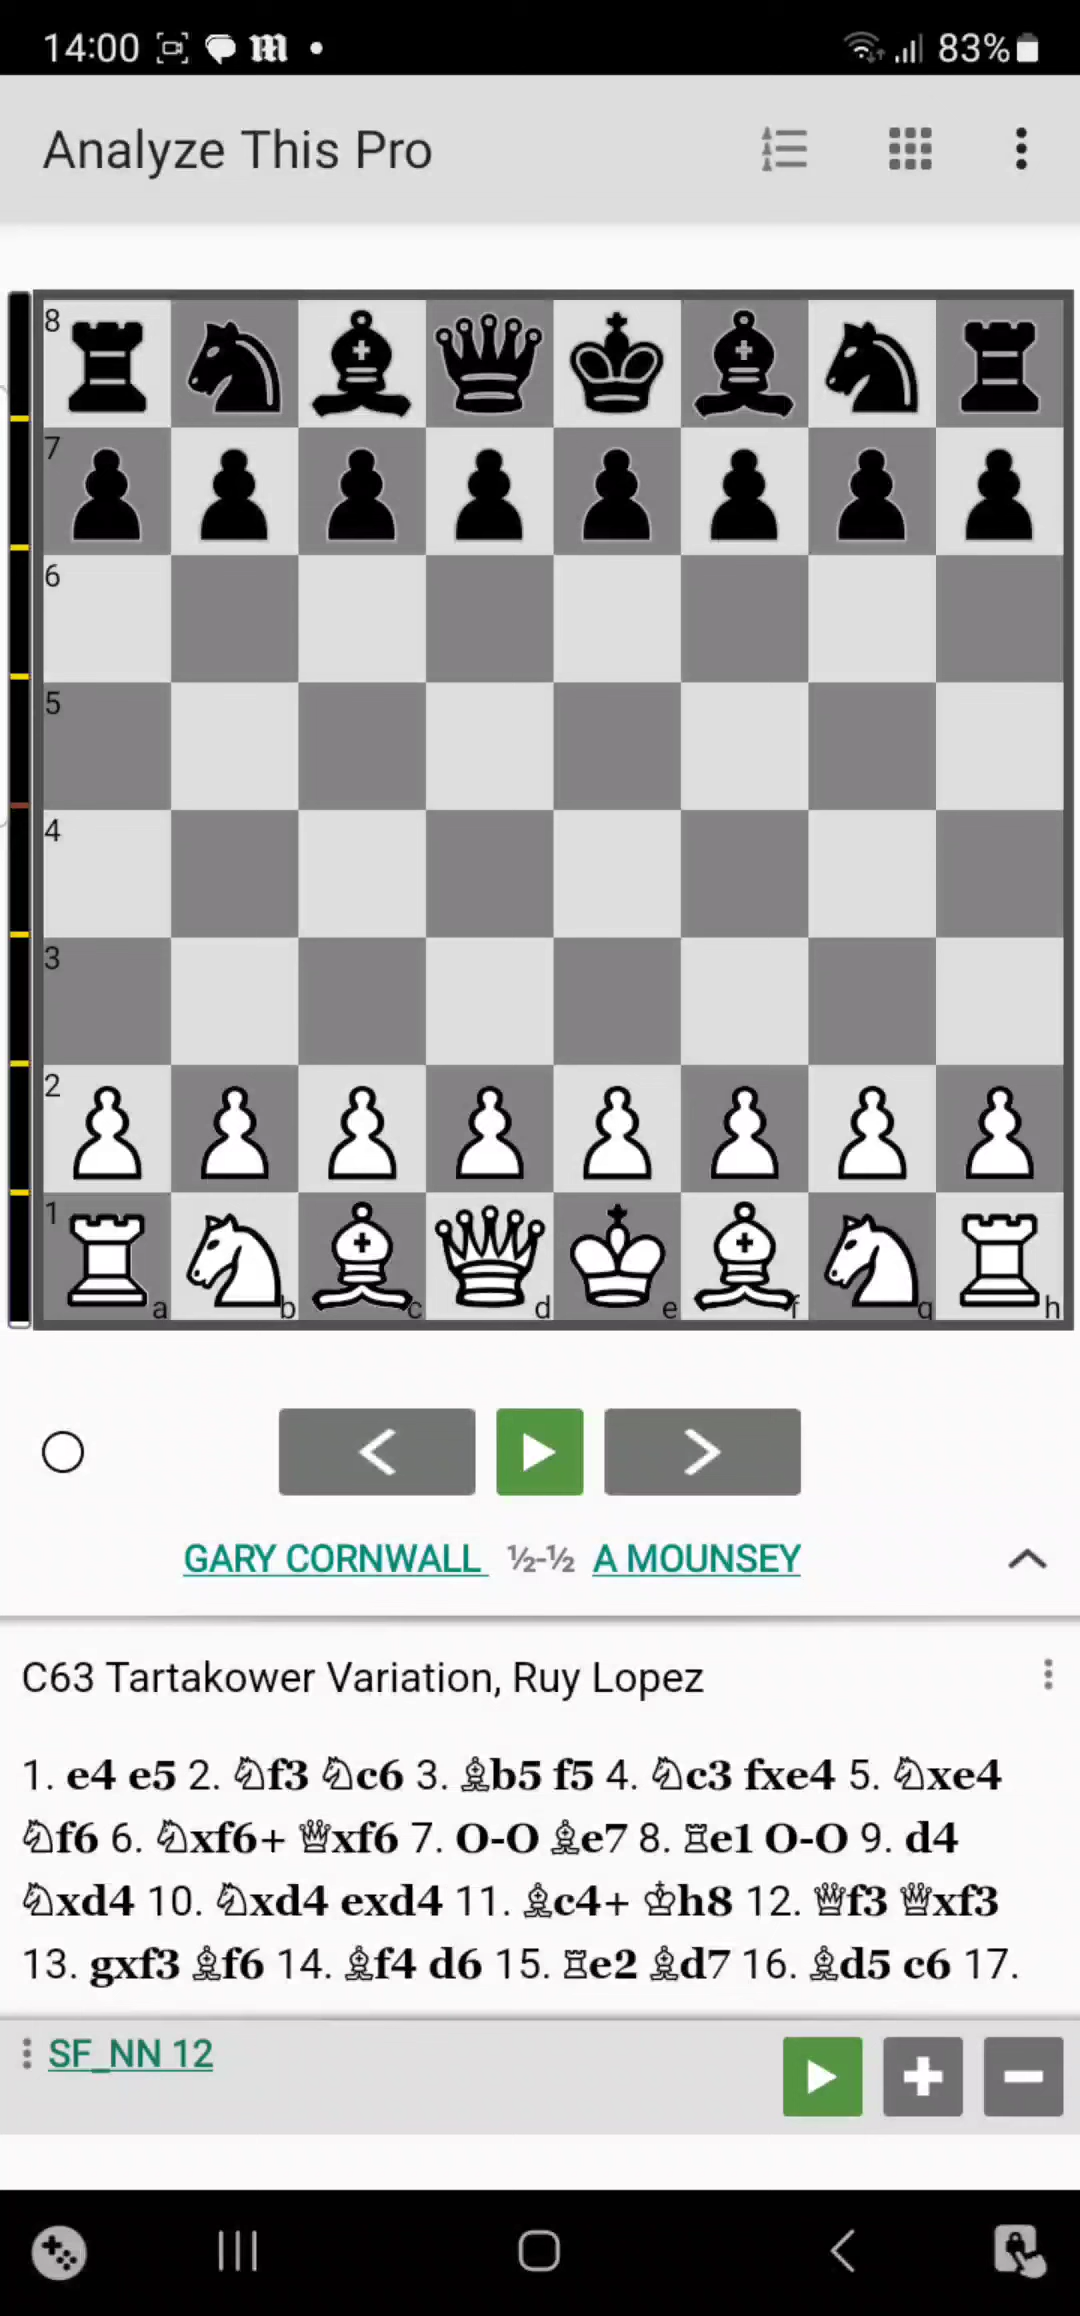 14:00 83%
Analyze This Pro
8
7
6
5
4
3
2
1
a b c d e f g h
GARY CORNWALL ½-½ A MOUNSEY
C63 Tartakower Variation, Ruy Lopez
1. e4 e5 2. ♘f3 ♘c6 3. ♗b5 f5 4. ♘c3 fxe4 5. ♘xe4
♘f6 6. ♘xf6+ ♕xf6 7. O-O ♗e7 8. ♖e1 O-O 9. d4
♘xd4 10. ♘xd4 exd4 11. ♗c4+ ♔h8 12. ♕f3 ♕xf3
13. gxf3 ♗f6 14. ♗f4 d6 15. ♖e2 ♗d7 16. ♗d5 c6 17.
SF_NN 12